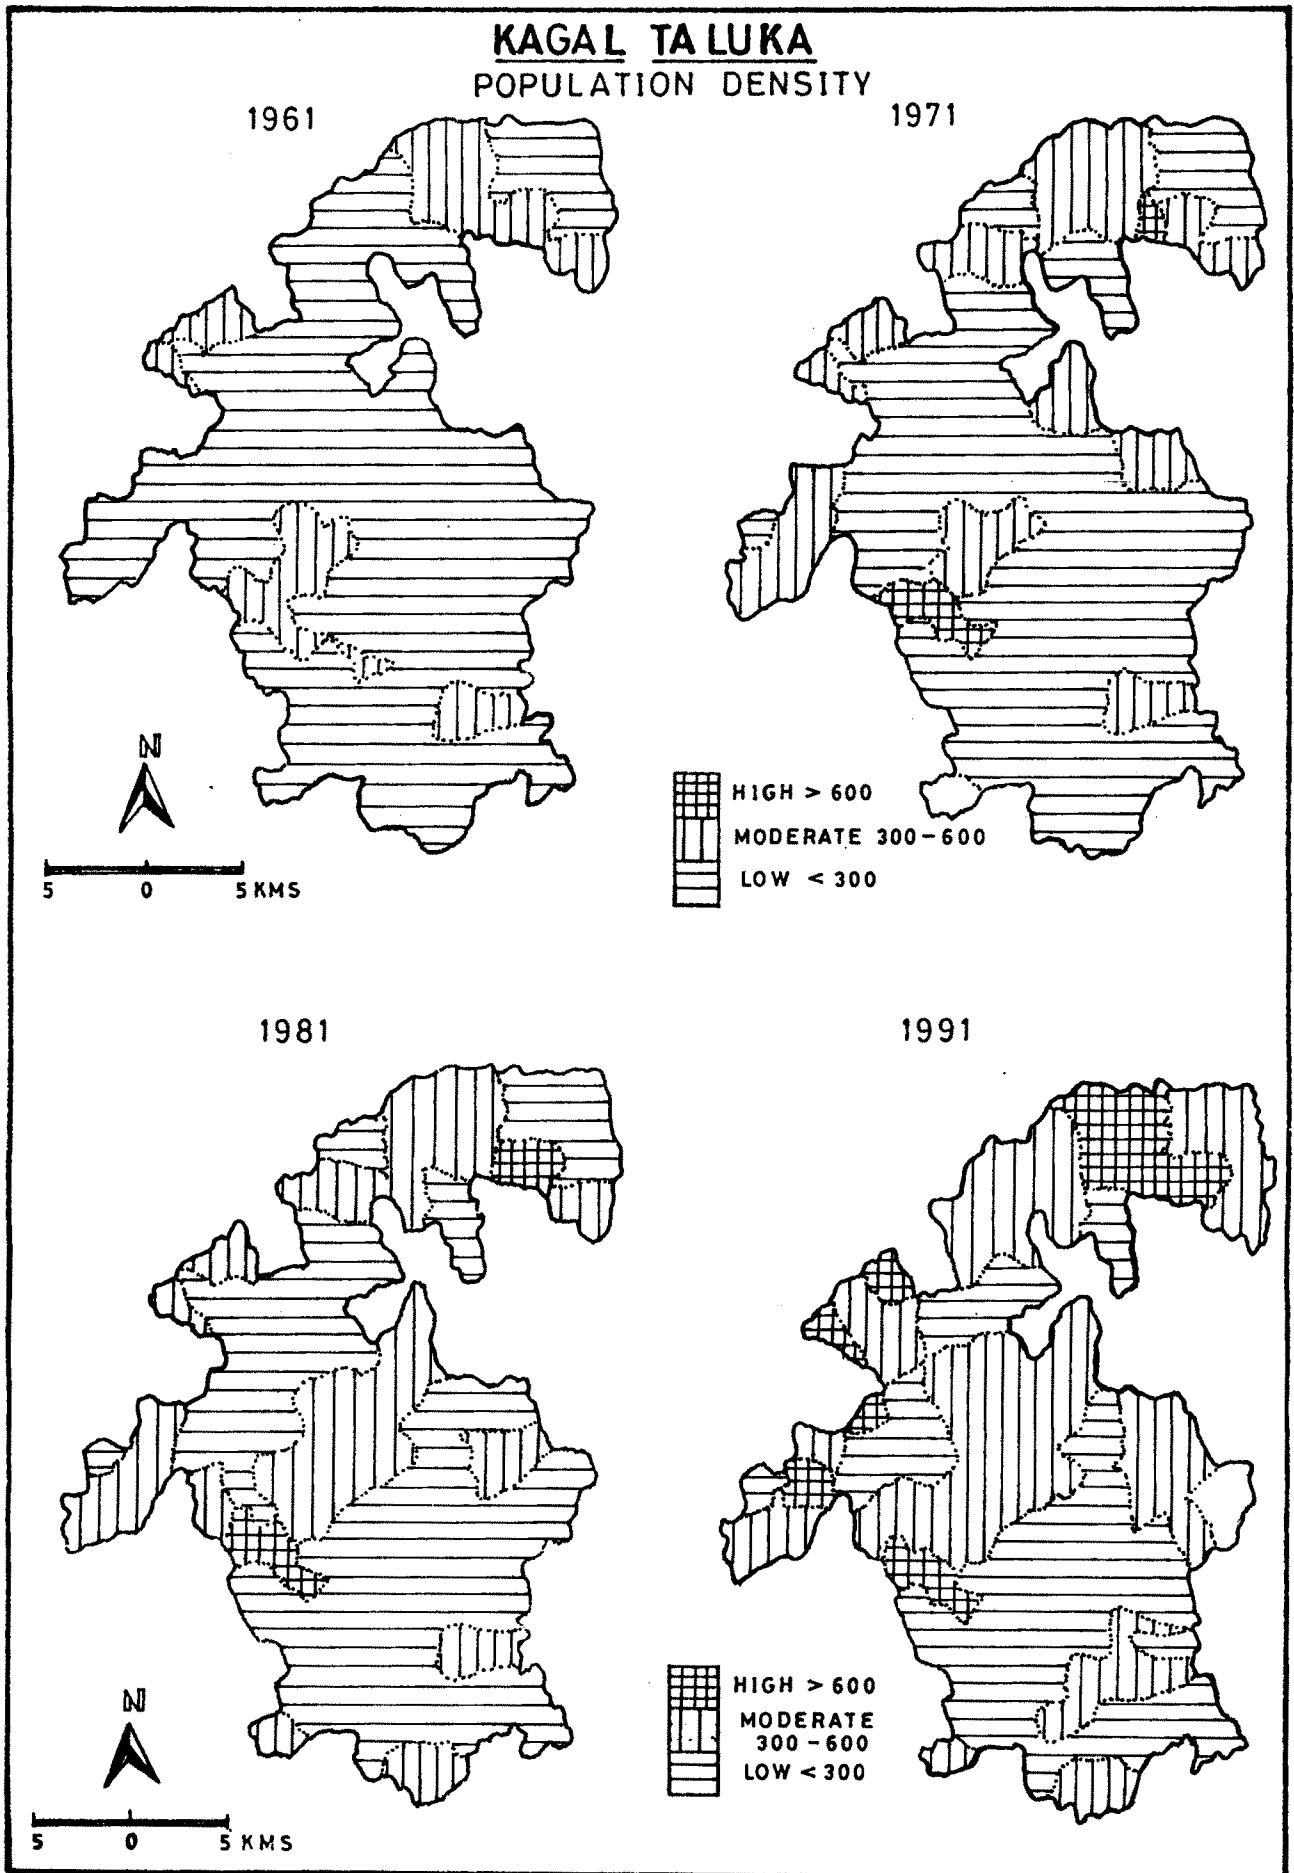 KAGAL TALUKA
POPULATION DENSITY
1961
1971
N
5 0 5 KMS
HIGH > 600
MODERATE 300-600
LOW < 300
1981
1991
N
5 0 5 KMS
HIGH > 600
MODERATE
300-600
LOW < 300